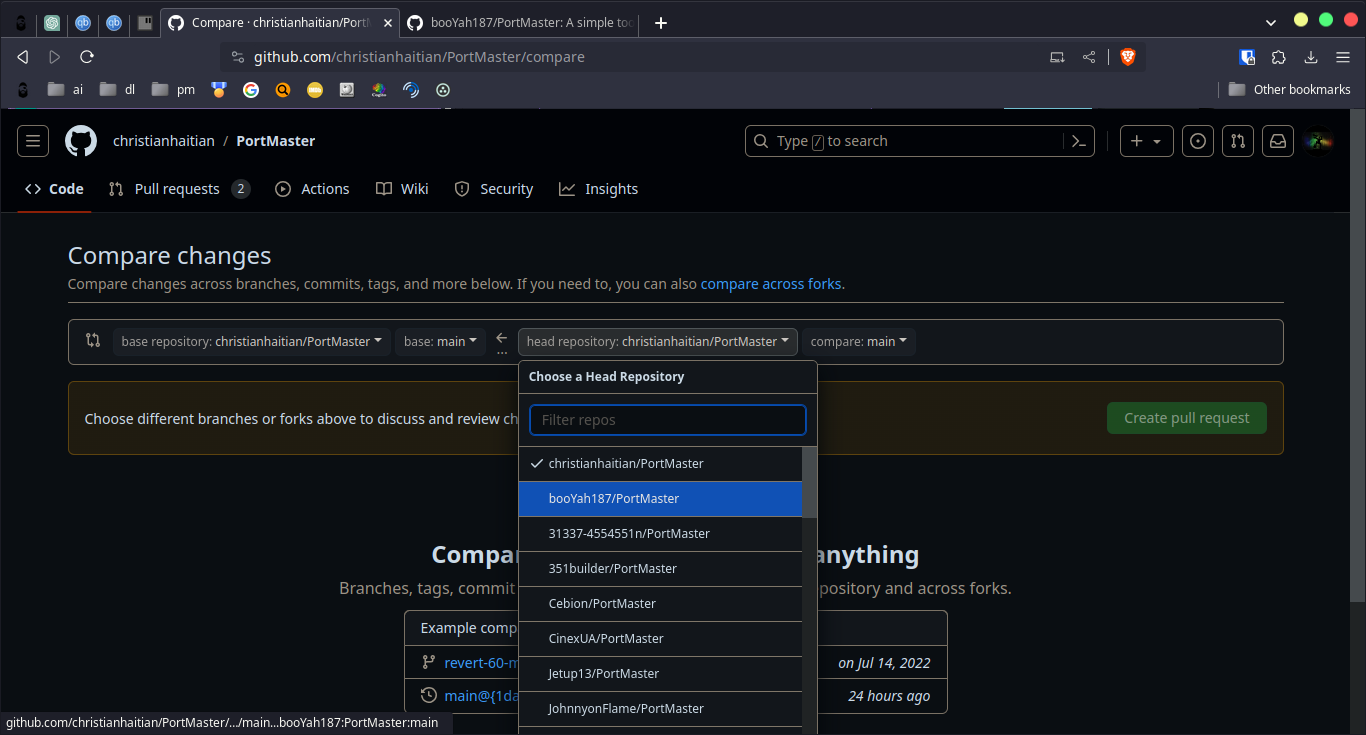 Compare · christianhaitian/PortM
booYah187/PortMaster: A simple too
github.com/christianhaitian/PortMaster/compare
ai
dl
pm
Other bookmarks
christianhaitian / PortMaster
Type / to search
Code
Pull requests 2
Actions
Wiki
Security
Insights
Compare changes
Compare changes across branches, commits, tags, and more below. If you need to, you can also compare across forks.
base repository: christianhaitian/PortMaster
base: main
...
head repository: christianhaitian/PortMaster
compare: main
Choose a Head Repository
Choose different branches or forks above to discuss and review ch
Create pull request
Filter repos
christianhaitian/PortMaster
booYah187/PortMaster
31337-4554551n/PortMaster
351builder/PortMaster
Cebion/PortMaster
CinexUA/PortMaster
Jetup13/PortMaster
JohnnyonFlame/PortMaster
Compa
anything
Branches, tags, commit
pository and across forks.
Example comp
revert-60-m
on Jul 14, 2022
main@{1da
24 hours ago
github.com/christianhaitian/PortMaster/.../main...booYah187:PortMaster:main